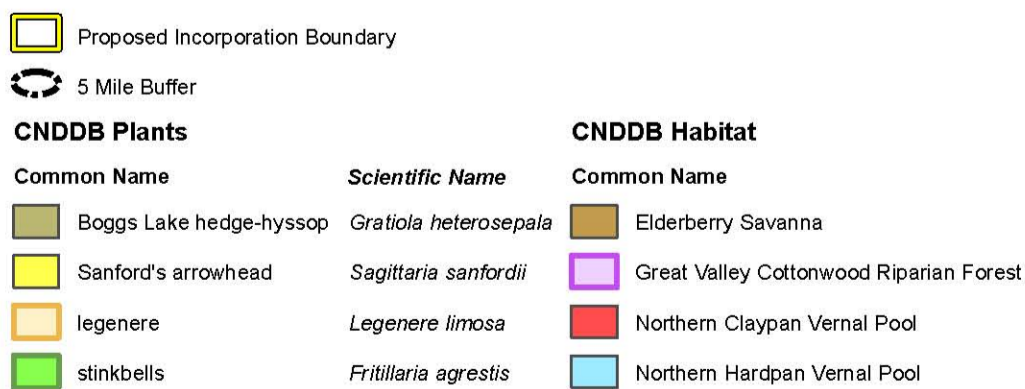 Proposed Incorporation Boundary
5 Mile Buffer
CNDDB Plants CNDDB Habitat
Common Name Scientific Name Common Name
Boggs Lake hedge-hyssop Gratiola heterosepala Elderberry Savanna
Sanford's arrowhead Sagittaria sanfordii Great Valley Cottonwood Riparian Forest
legenere Legenere limosa Northern Claypan Vernal Pool
stinkbells Fritillaria agrestis Northern Hardpan Vernal Pool